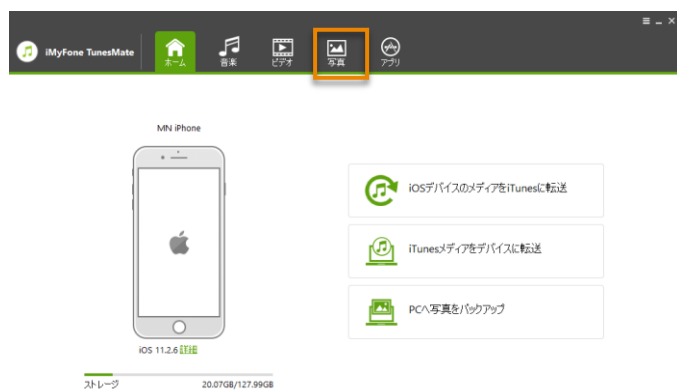 iMyFone TunesMate
ホーム
音楽
ビデオ
写真
アプリ
MN iPhone
iOSデバイスのメディアをiTunesに転送
iTunesメディアをデバイスに転送
PCへ写真をバックアップ
iOS 11.2.6 詳細
ストレージ 20.07GB/127.99GB